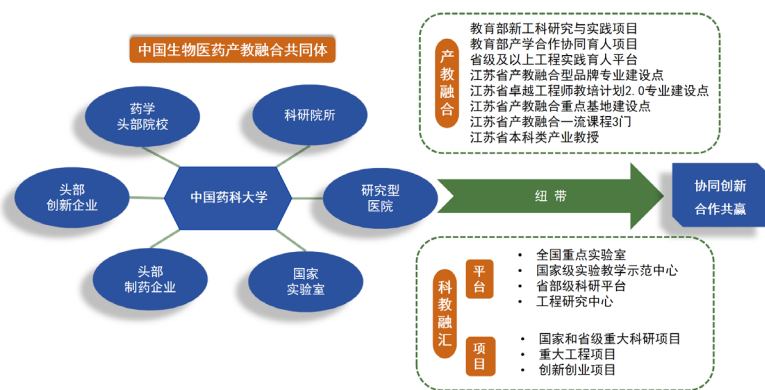 中国生物医药产教融合共同体
药学
头部院校
科研院所
头部
创新企业
中国药科大学
研究型
医院
头部
制药企业
国家
实验室
产教融合
教育部新工科研究与实践项目
教育部产学合作协同育人项目
省级及以上工程实践育人平台
江苏省产教融合型品牌专业建设点
江苏省卓越工程师教培计划2.0专业建设点
江苏省产教融合重点基地建设点
江苏省产教融合一流课程3门
江苏省本科类产业教授
纽 带
协同创新
合作共赢
科教融汇
平台
• 全国重点实验室
• 国家级实验教学示范中心
• 省部级科研平台
• 工程研究中心
项目
• 国家和省级重大科研项目
• 重大工程项目
• 创新创业项目